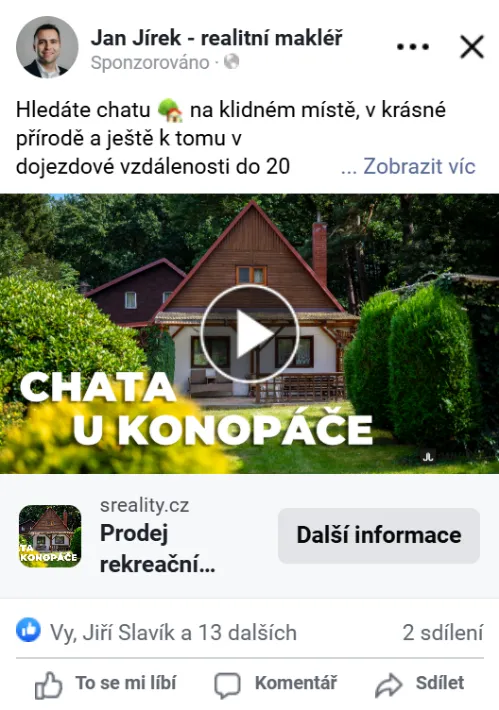 Jan Jírek - realitní makléř
Sponzorováno ·
Hledáte chatu 🏡 na klidném místě, v krásné
přírodě a ještě k tomu v
dojezdové vzdálenosti do 20 ... Zobrazit víc
CHATA
U KONOPÁČE
sreality.cz
Prodej
rekreační...
Další informace
TA
KONOPÁČE
Vy, Jiří Slavík a 13 dalších
2 sdílení
To se mi líbí
Komentář
Sdílet